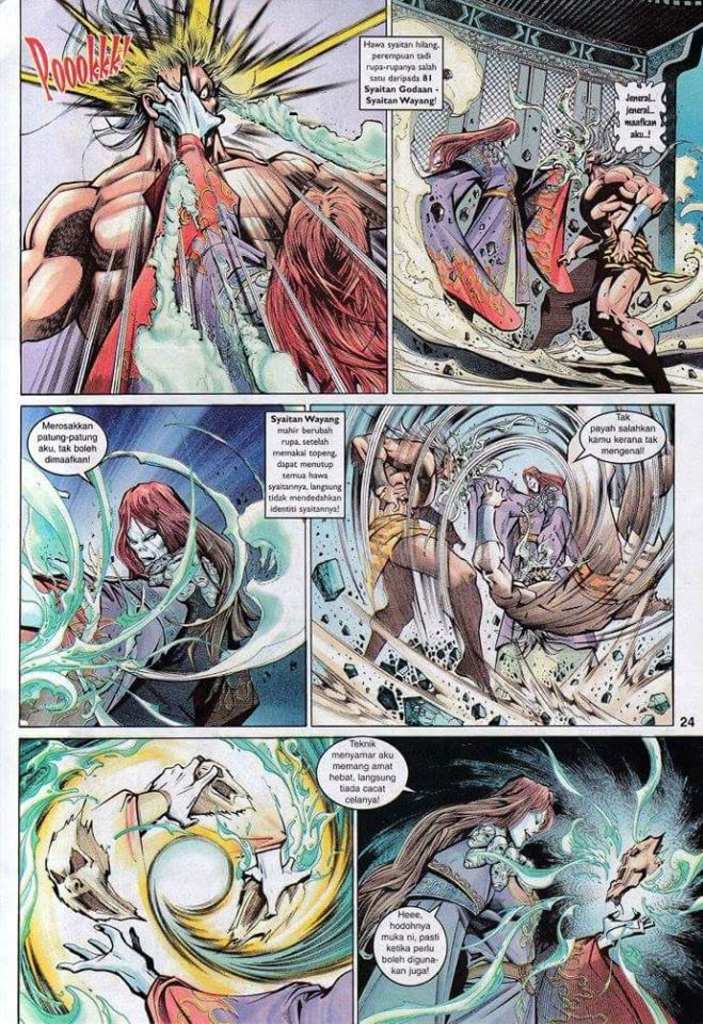 Poookkk!
Hawa syaitan hilang,
perempuan tadi
rupa-rupanya salah
satu daripada 81
Syaitan Godaan -
Syaitan Wayang!
Jeneral...
jeneral...
maafkan
aku...!
Merosakkan
patung-patung
aku, tak boleh
dimaafkan!
Syaitan Wayang
mahir berubah
rupa, setelah
memakai topeng,
dapat menutup
semua hawa
syaitannya, langsung
tidak mendedahkan
identiti syaitannya!
Tak
payah salahkan
kamu kerana tak
mengenali!
24
Teknik
menyamar aku
memang amat
hebat, langsung
tiada cacat
celanya!
Heee,
hodohnya
muka ni, pasti
ketika perlu
boleh diguna-
kan juga!